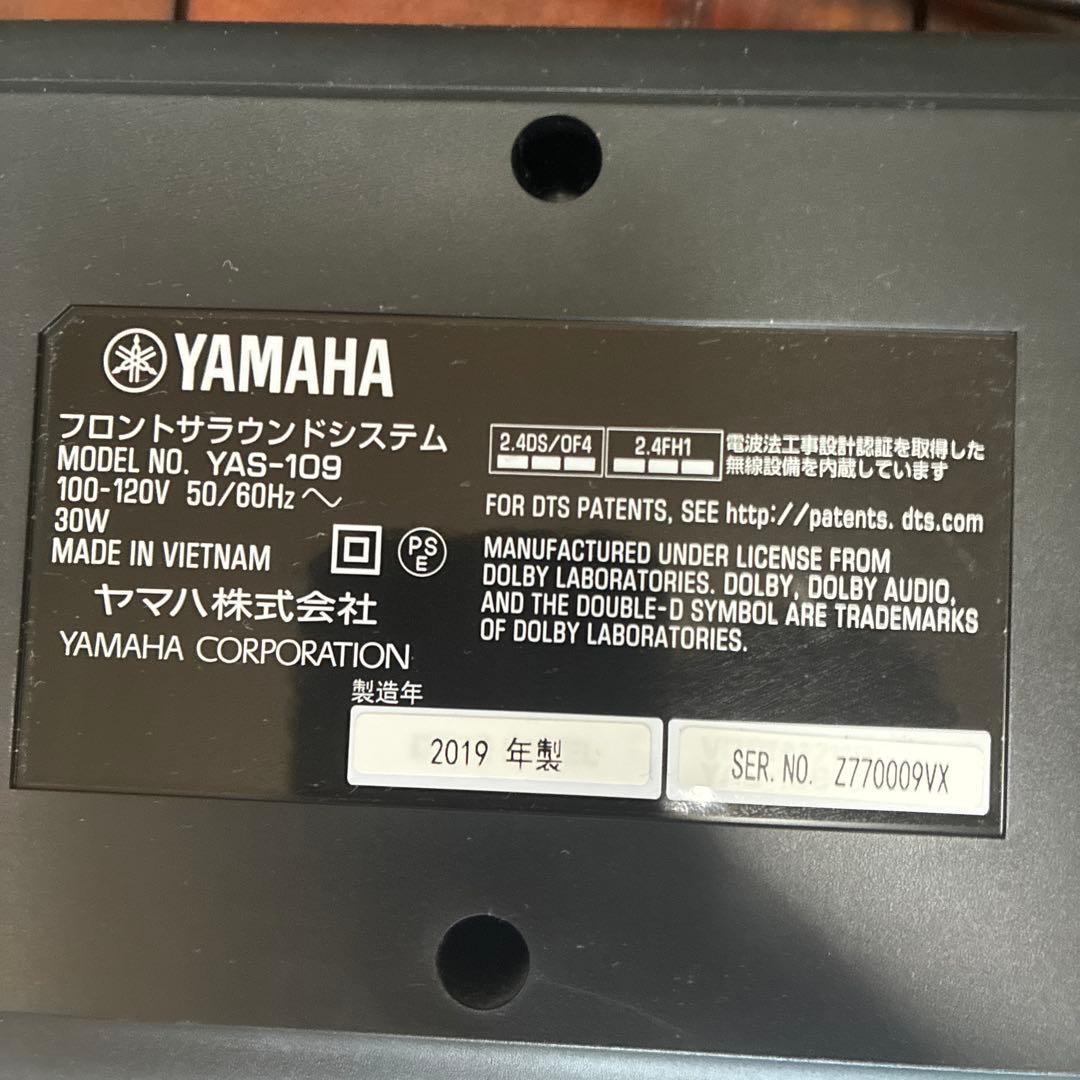 YAMAHA
フロントサラウンドシステム
MODEL NO. YAS-109
100-120V 50/60Hz ～
30W
MADE IN VIETNAM
PS
E
ヤマハ株式会社
YAMAHA CORPORATION
2.4DS/OF4
2.4FH1
電波法工事設計認証を取得した
無線設備を内蔵しています
FOR DTS PATENTS, SEE http://patents.dts.com
MANUFACTURED UNDER LICENSE FROM
DOLBY LABORATORIES. DOLBY, DOLBY AUDIO,
AND THE DOUBLE-D SYMBOL ARE TRADEMARKS
OF DOLBY LABORATORIES.
製造年
2019 年製
SER. NO. Z770009VX